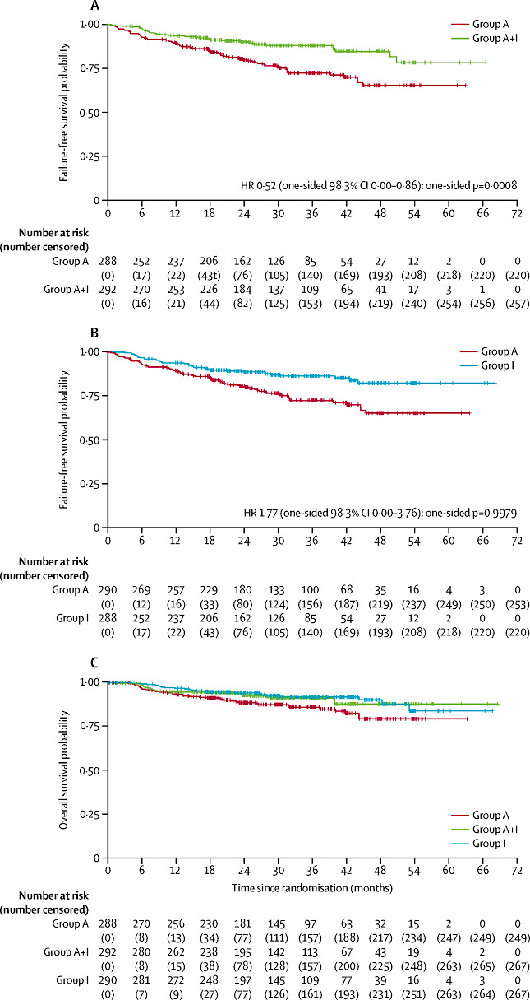 A
1·00
0·75
0·50
0·25
0
Failure-free survival probability
Group A
Group A+I
HR 0·52 (one-sided 98·3% CI 0·00–0·86); one-sided p=0·0008
0 6 12 18 24 30 36 42 48 54 60 66 72
Number at risk
(number censored)
Group A 288 252 237 206 162 126 85 54 27 12 2 0 0
(0) (17) (22) (43t) (76) (105) (140) (169) (193) (208) (218) (220) (220)
Group A+I 292 270 253 226 184 137 109 65 41 17 3 1 0
(0) (16) (21) (44) (82) (125) (153) (194) (219) (240) (254) (256) (257)
B
1·00
0·75
0·50
0·25
0
Failure-free survival probability
Group A
Group I
HR 1·77 (one-sided 98·3% CI 0·00–3·76); one-sided p=0·9979
0 6 12 18 24 30 36 42 48 54 60 66 72
Number at risk
(number censored)
Group A 290 269 257 229 180 133 100 68 35 16 4 3 0
(0) (12) (16) (33) (80) (124) (156) (187) (219) (237) (249) (250) (253)
Group I 288 252 237 206 162 126 85 54 27 12 2 0 0
(0) (17) (22) (43) (76) (105) (140) (169) (193) (208) (218) (220) (220)
C
1·00
0·75
0·50
0·25
0
Overall survival probability
Group A
Group A+I
Group I
0 6 12 18 24 30 36 42 48 54 60 66 72
Time since randomisation (months)
Number at risk
(number censored)
Group A 288 270 256 230 181 145 97 63 32 15 2 0 0
(0) (8) (13) (34) (77) (111) (157) (188) (217) (234) (247) (249) (249)
Group A+I 292 280 262 238 195 142 113 67 43 19 4 2 0
(0) (8) (15) (38) (78) (128) (157) (200) (225) (248) (263) (265) (267)
Group I 290 281 272 248 197 145 109 77 39 16 4 3 0
(0) (7) (9) (27) (77) (126) (161) (193) (231) (251) (263) (264) (267)